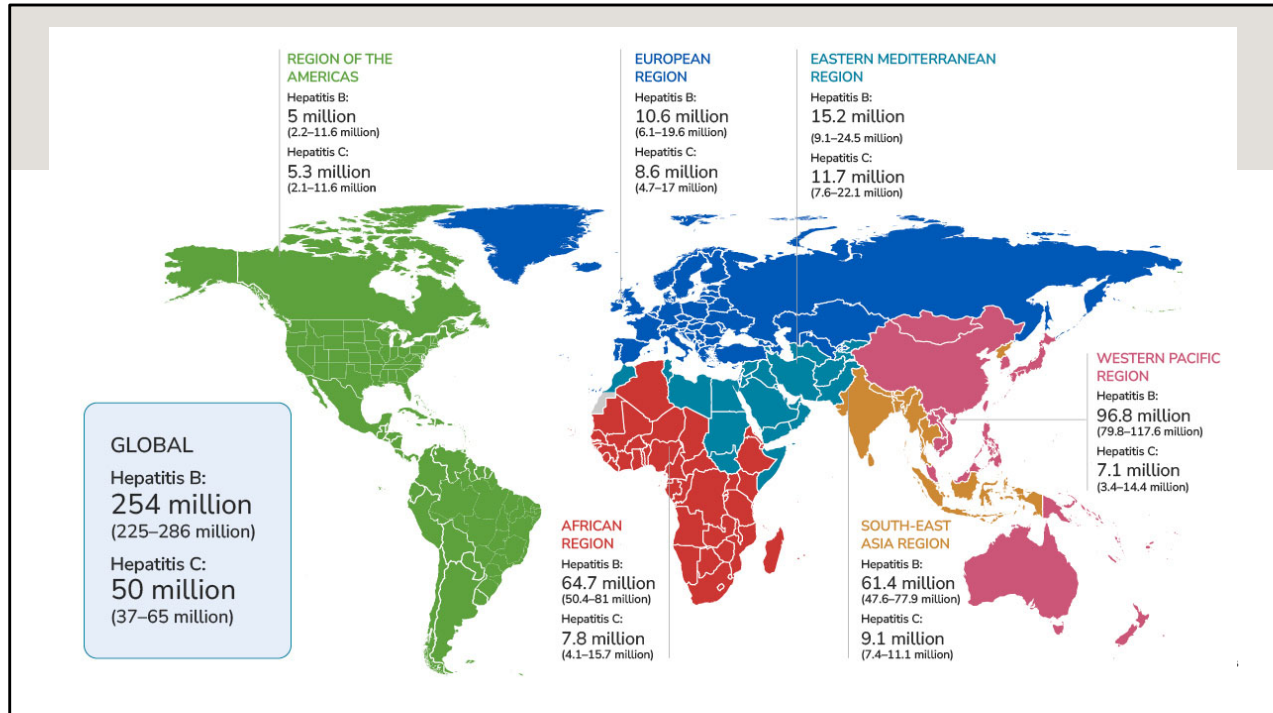 REGION OF THE
AMERICAS
Hepatitis B:
5 million
(2.2–11.6 million)
Hepatitis C:
5.3 million
(2.1–11.6 million
EUROPEAN
REGION
Hepatitis B:
10.6 million
(6.1–19.6 million)
Hepatitis C:
8.6 million
(4.7–17 million)
EASTERN MEDITERRANEAN
REGION
Hepatitis B:
15.2 million
(9.1–24.5 million)
Hepatitis C:
11.7 million
(7.6–22.1 million)
WESTERN PACIFIC
REGION
Hepatitis B:
96.8 million
(79.8–117.6 million)
Hepatitis C:
7.1 million
(3.4–14.4 million)
GLOBAL
Hepatitis B:
254 million
(225–286 million)
Hepatitis C:
50 million
(37–65 million)
AFRICAN
REGION
Hepatitis B:
64.7 million
(50.4–81 million)
Hepatitis C:
7.8 million
(4.1–15.7 million)
SOUTH-EAST
ASIA REGION
Hepatitis B:
61.4 million
(47.6–77.9 million)
Hepatitis C:
9.1 million
(7.4–11.1 million)